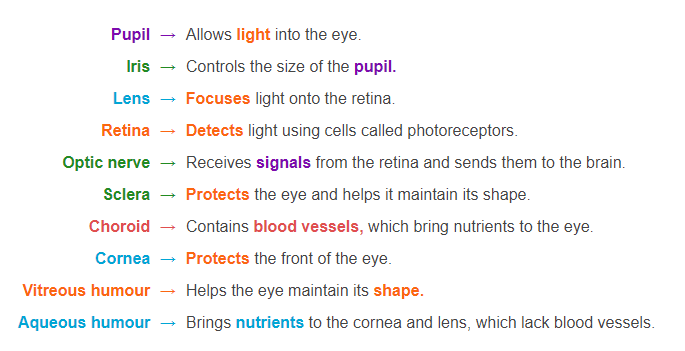 Pupil → Allows light into the eye.
Iris → Controls the size of the pupil.
Lens → Focuses light onto the retina.
Retina → Detects light using cells called photoreceptors.
Optic nerve → Receives signals from the retina and sends them to the brain.
Sclera → Protects the eye and helps it maintain its shape.
Choroid → Contains blood vessels, which bring nutrients to the eye.
Cornea → Protects the front of the eye.
Vitreous humour → Helps the eye maintain its shape.
Aqueous humour → Brings nutrients to the cornea and lens, which lack blood vessels.